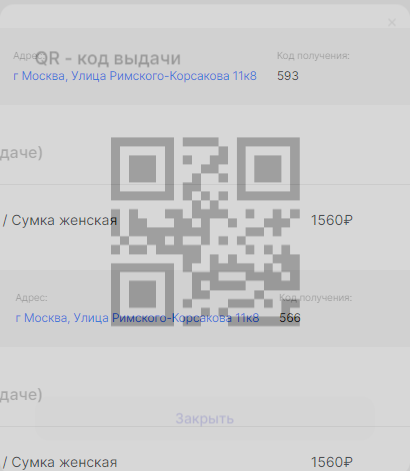 ×
QR - код выдачи
Адрес:
Код получения:
г Москва, Улица Римского-Корсакова 11к8
593
даче)
/ Сумка женская
1560₽
Адрес:
Код получения:
г Москва, Улица Римского-Корсакова 11к8
566
даче)
Закрыть
/ Сумка женская
1560₽